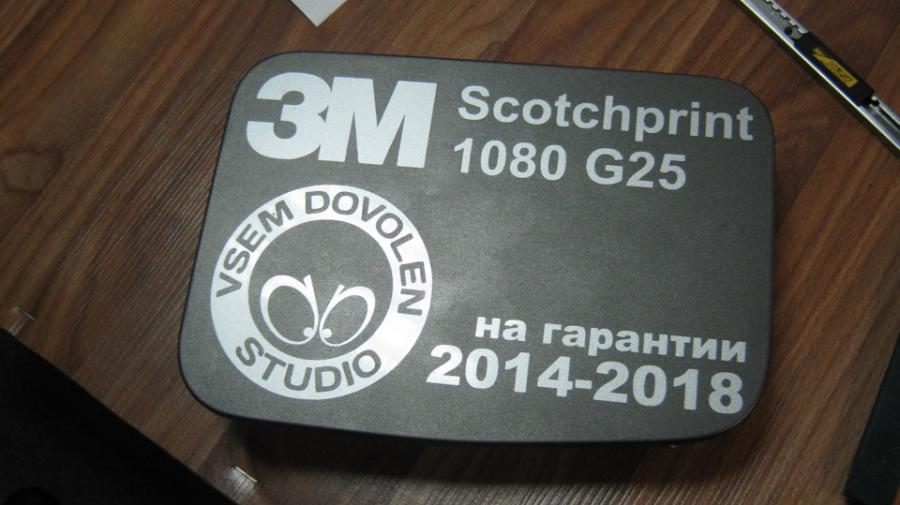 3M
Scotchprint
1080 G25
VSEM DOVOLEN
STUDIO
на гарантии
2014-2018